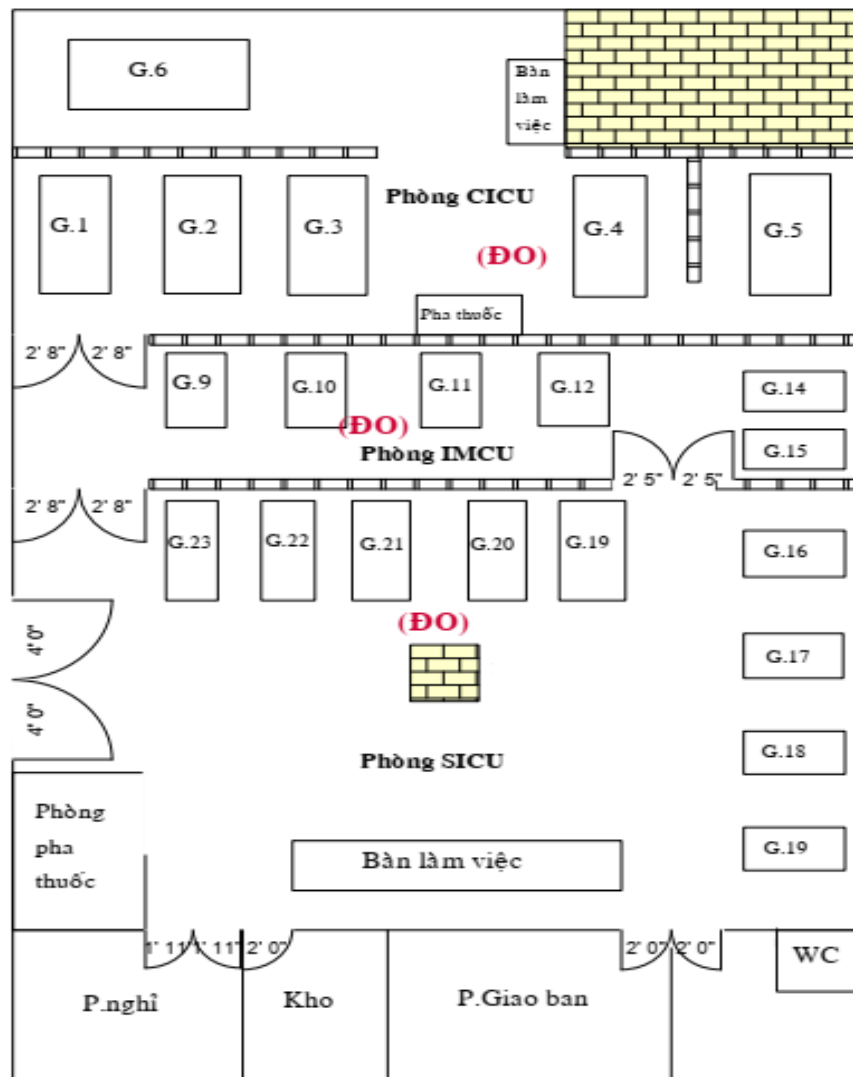 G.6
Bàn
làm
việc
G.1
G.2
G.3
Phòng CICU
(ĐO)
G.4
G.5
Pha thuốc
2' 8" 2' 8"
G.9
G.10
G.11
G.12
G.14
(ĐO)
Phòng IMCU
G.15
2' 5" 2' 5"
2' 8" 2' 8"
G.23
G.22
G.21
G.20
G.19
G.16
(ĐO)
4' 0"
4' 0"
G.17
Phòng SICU
G.18
Phòng
pha
thuốc
Bàn làm việc
G.19
1' 11" 1' 11" 2' 0"
2' 0" 2' 0"
WC
P.nghỉ
Kho
P.Giao ban